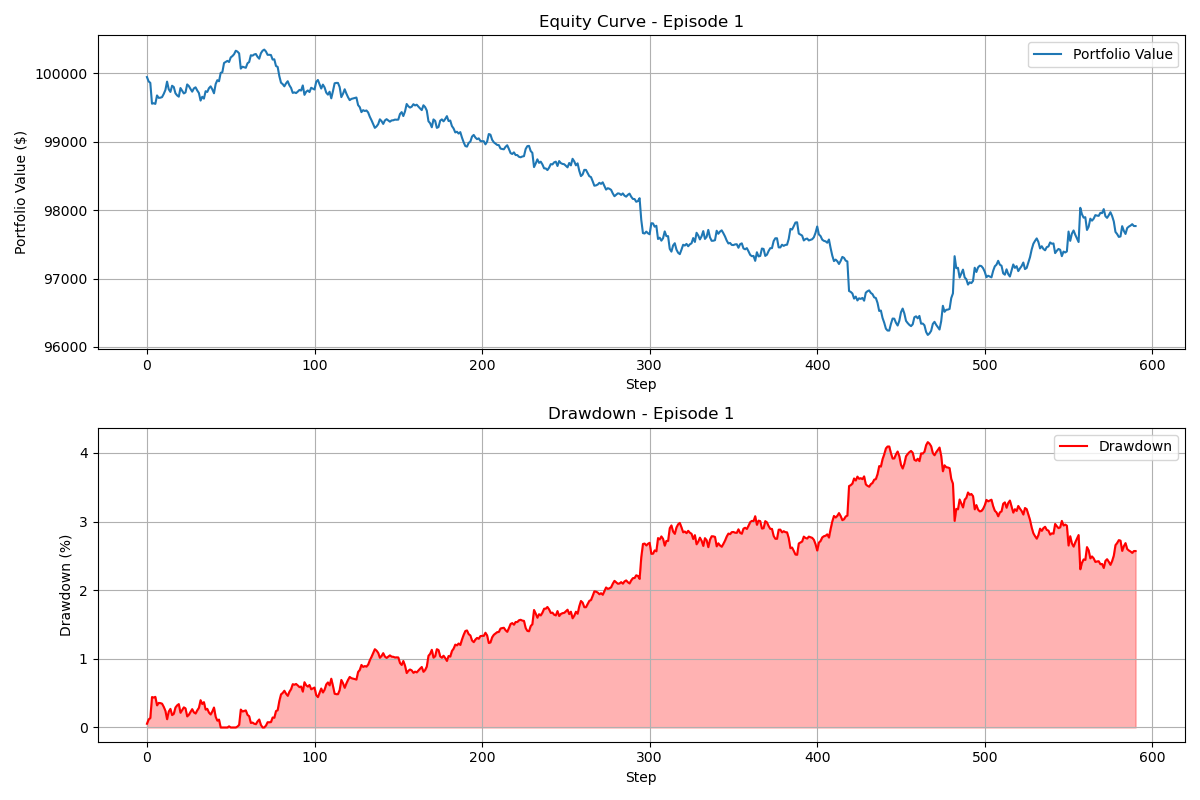 Equity Curve - Episode 1
Portfolio Value
Portfolio Value ($)
100000
99000
98000
97000
96000
0 100 200 300 400 500 600
Step
Drawdown - Episode 1
Drawdown
Drawdown (%)
4
3
2
1
0
0 100 200 300 400 500 600
Step